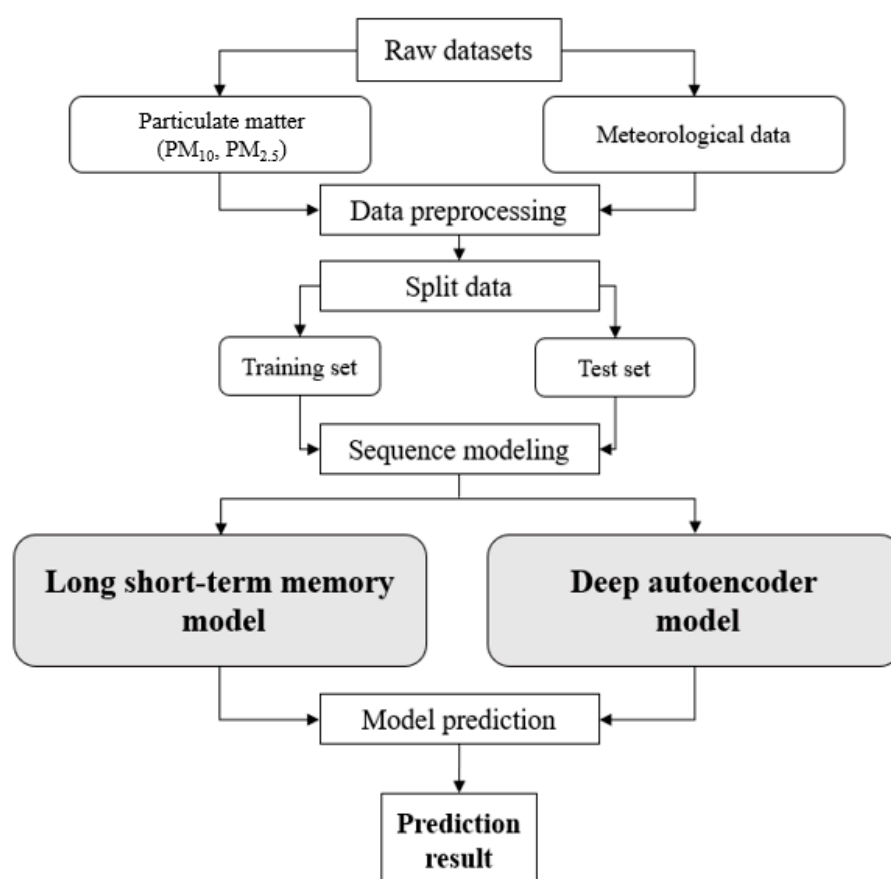 Raw datasets
Particulate matter
(PM₁₀, PM₂.₅)
Meteorological data
Data preprocessing
Split data
Training set
Test set
Sequence modeling
Long short-term memory
model
Deep autoencoder
model
Model prediction
Prediction
result